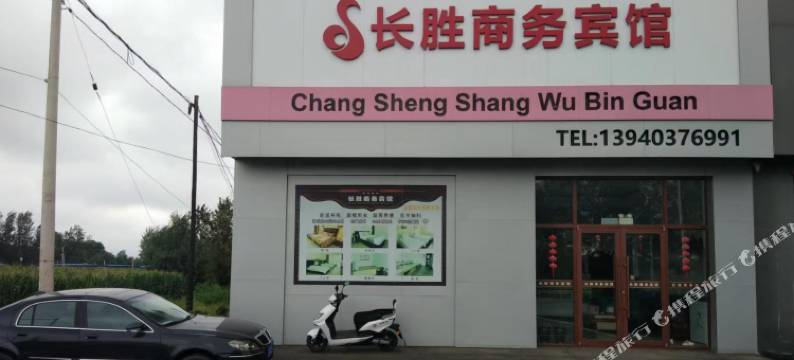 长胜商务宾馆
Chang Sheng Shang Wu Bin Guan
TEL:13940376991
长胜商务宾馆
携程旅行 携程旅行